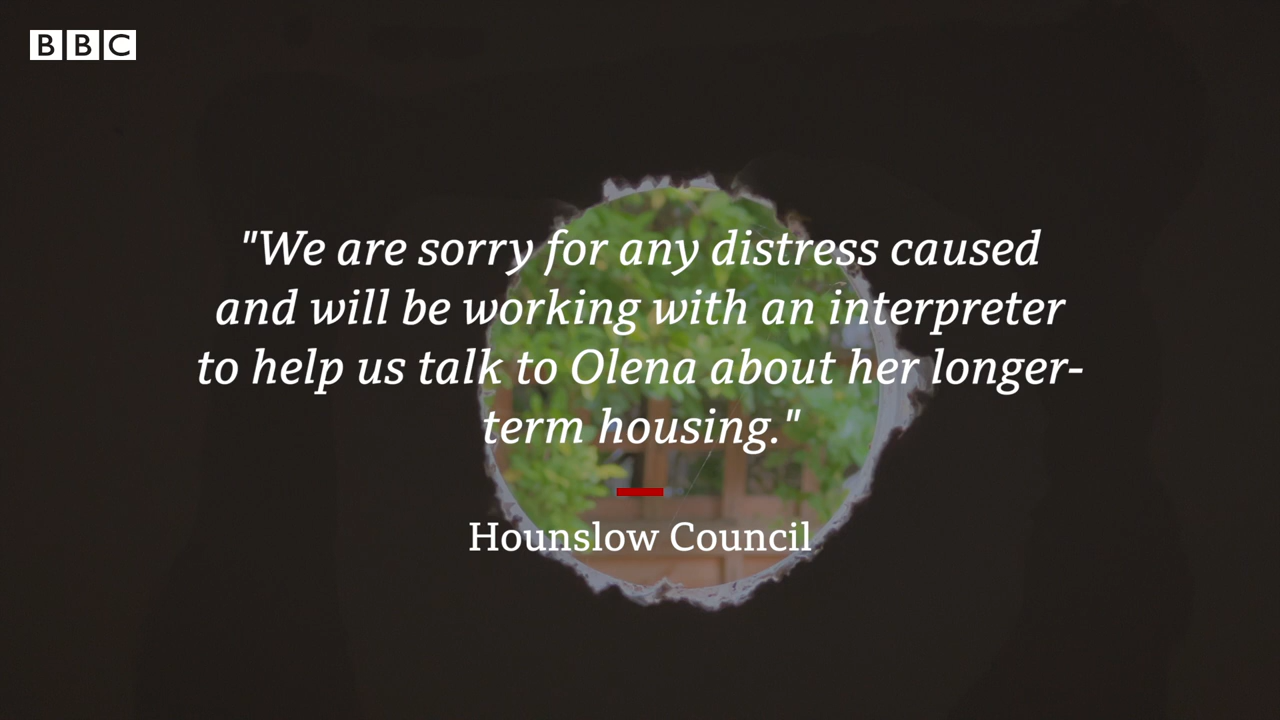 BBC
"We are sorry for any distress caused
and will be working with an interpreter
to help us talk to Olena about her longer-
term housing."
Hounslow Council